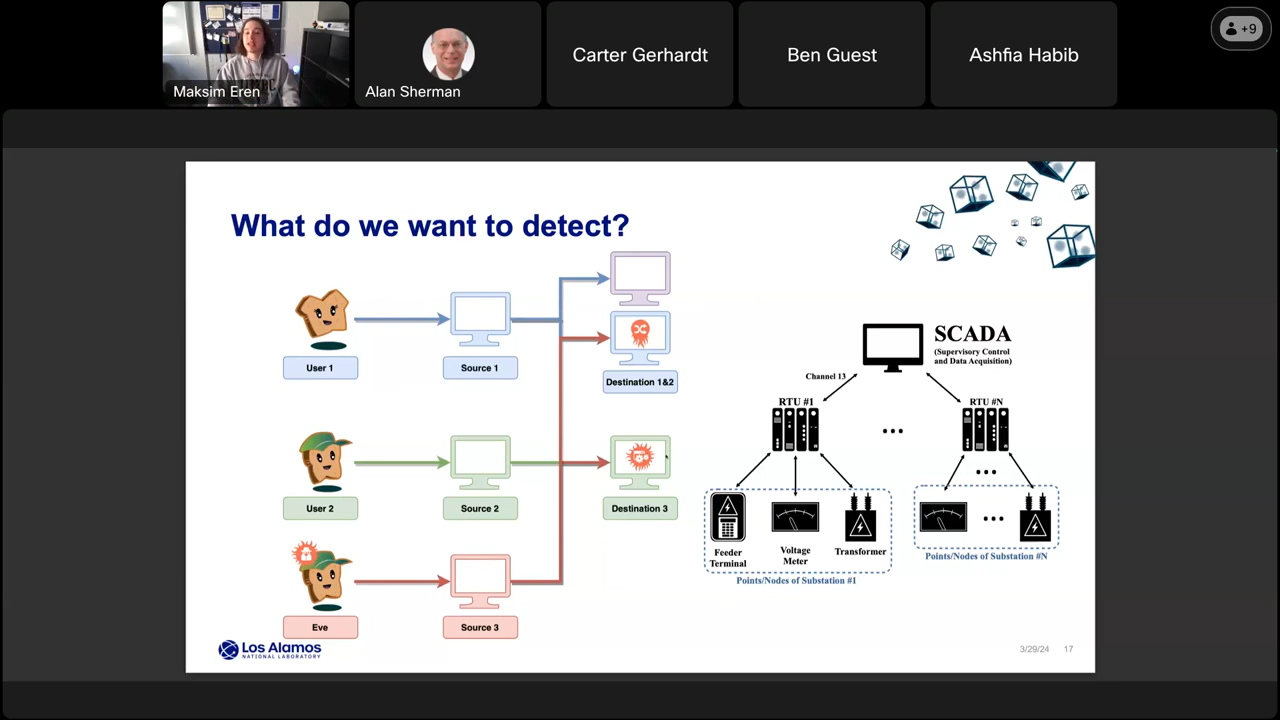 Maksim Eren
Alan Sherman
Carter Gerhardt
Ben Guest
Ashfia Habib
+9
What do we want to detect?
User 1
Source 1
Destination 1&2
User 2
Source 2
Destination 3
Eve
Source 3
SCADA
(Supervisory Control
and Data Acquisition)
Channel 13
RTU #1
RTU #N
Feeder
Terminal
Voltage
Meter
Transformer
Points/Nodes of Substation #1
Points/Nodes of Substation #N
Los Alamos
NATIONAL LABORATORY
3/29/24
17